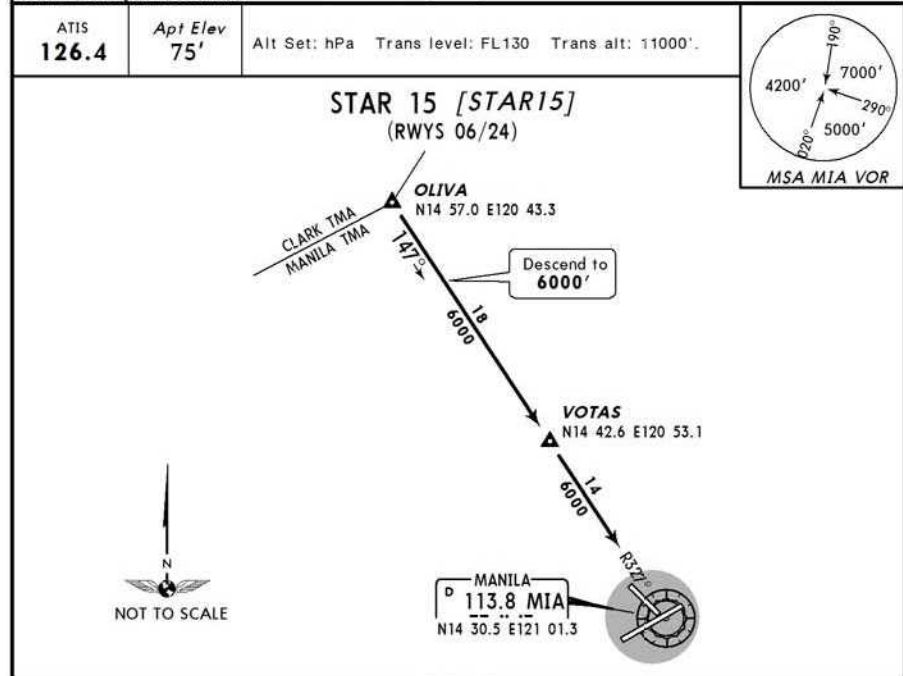 ATIS
126.4
Apt Elev
75'
Alt Set: hPa Trans level: FL130 Trans alt: 11000'.
190°
4200'
7000'
290°
020°
5000'
MSA MIA VOR
STAR 15 [STAR15]
(RWYS 06/24)
OLIVA
N14 57.0 E120 43.3
CLARK TMA
MANILA TMA
147°
Descend to
6000'
18
6000
VOTAS
N14 42.6 E120 53.1
14
6000
R327°
N
NOT TO SCALE
MANILA
D 113.8 MIA
N14 30.5 E121 01.3